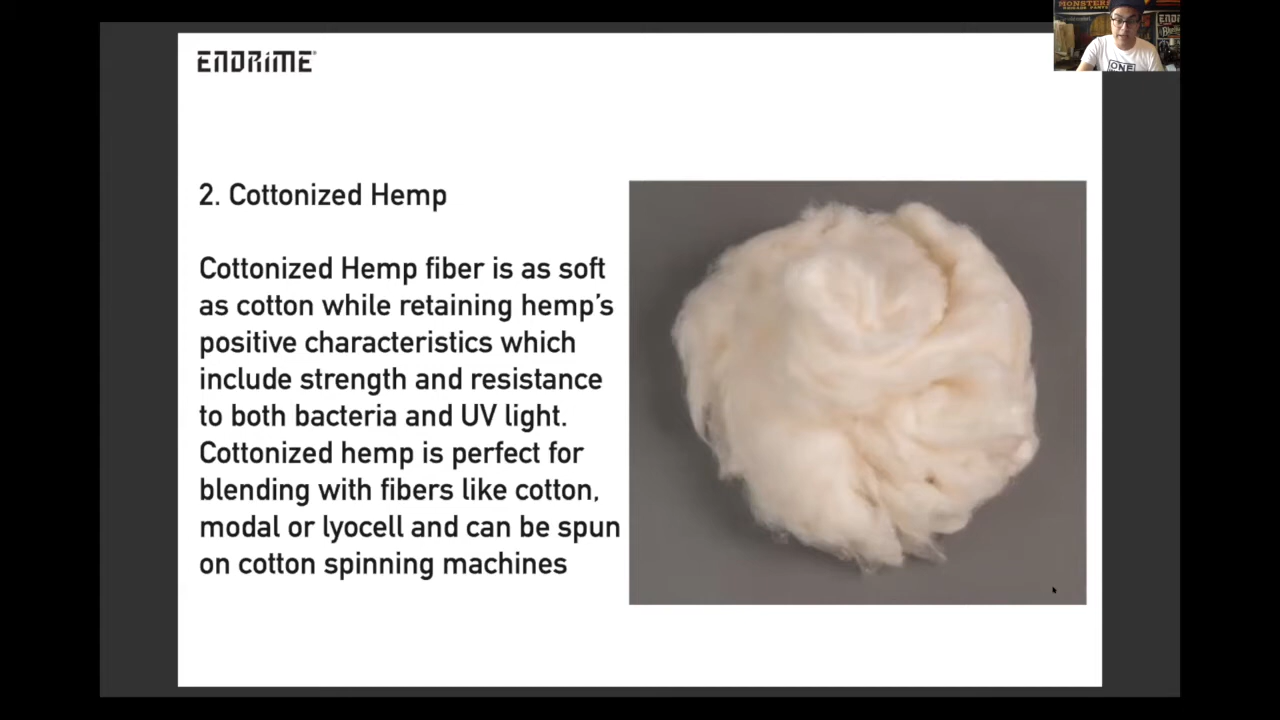 ENDRIME®
MONSTERS
ONE
2. Cottonized Hemp
Cottonized Hemp fiber is as soft
as cotton while retaining hemp's
positive characteristics which
include strength and resistance
to both bacteria and UV light.
Cottonized hemp is perfect for
blending with fibers like cotton,
modal or lyocell and can be spun
on cotton spinning machines